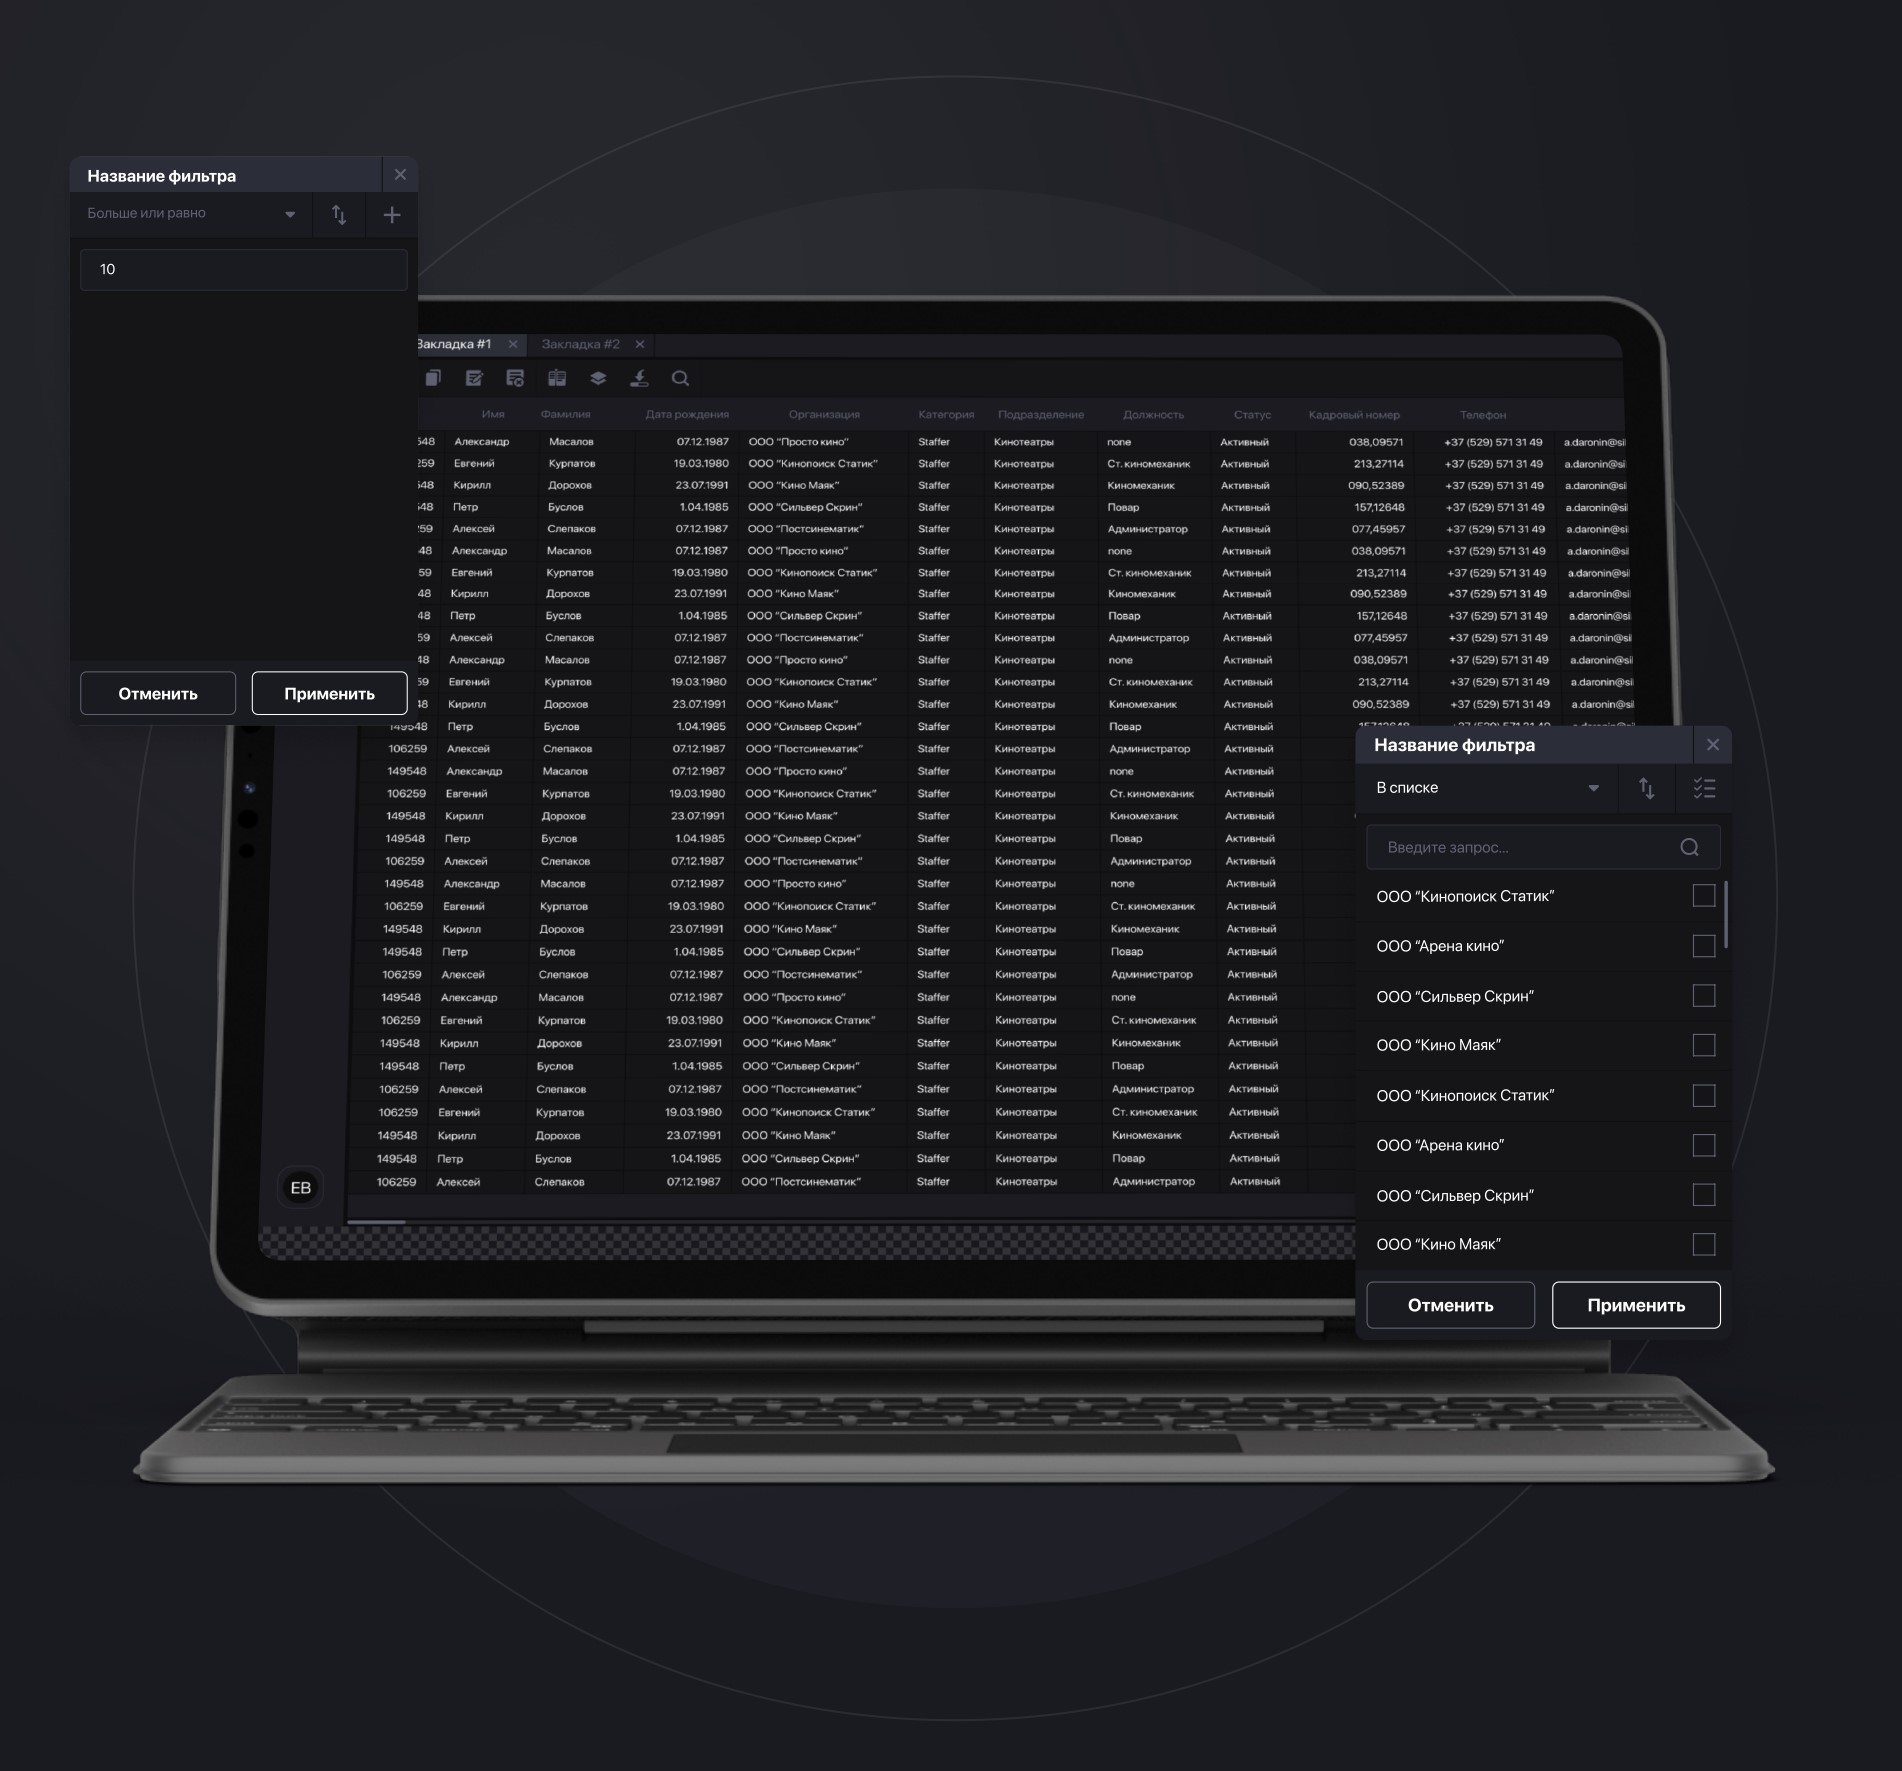 Название фильтра
Больше или равно
10
Отменить
Применить
Закладка #1
Закладка #2
Имя Фамилия Дата рождения Организация Категория Подразделение Должность Статус Кадровый номер Телефон
548 Александр Масалов 07.12.1987 ООО “Просто кино” Staffer Кинотеатры none Активный 038,09571 +37 (529) 571 31 49 a.daronin@si
259 Евгений Курпатов 19.03.1980 ООО “Кинопоиск Статик” Staffer Кинотеатры Ст. киномеханик Активный 213,27114 +37 (529) 571 31 49 a.daronin@si
548 Кирилл Дорохов 23.07.1991 ООО “Кино Маяк” Staffer Кинотеатры Киномеханик Активный 090,52389 +37 (529) 571 31 49 a.daronin@si
548 Петр Буслов 1.04.1985 ООО “Сильвер Скрин” Staffer Кинотеатры Повар Активный 157,12648 +37 (529) 571 31 49 a.daronin@si
259 Алексей Слепаков 07.12.1987 ООО “Постсинематик” Staffer Кинотеатры Администратор Активный 077,45957 +37 (529) 571 31 49 a.daronin@si
48 Александр Масалов 07.12.1987 ООО “Просто кино” Staffer Кинотеатры none Активный 038,09571 +37 (529) 571 31 49 a.daronin@si
59 Евгений Курпатов 19.03.1980 ООО “Кинопоиск Статик” Staffer Кинотеатры Ст. киномеханик Активный 213,27114 +37 (529) 571 31 49 a.daronin@si
48 Кирилл Дорохов 23.07.1991 ООО “Кино Маяк” Staffer Кинотеатры Киномеханик Активный 090,52389 +37 (529) 571 31 49 a.daronin@si
48 Петр Буслов 1.04.1985 ООО “Сильвер Скрин” Staffer Кинотеатры Повар Активный 157,12648 +37 (529) 571 31 49 a.daronin@si
59 Алексей Слепаков 07.12.1987 ООО “Постсинематик” Staffer Кинотеатры Администратор Активный 077,45957 +37 (529) 571 31 49 a.daronin@si
48 Александр Масалов 07.12.1987 ООО “Просто кино” Staffer Кинотеатры none Активный 038,09571 +37 (529) 571 31 49 a.daronin@si
59 Евгений Курпатов 19.03.1980 ООО “Кинопоиск Статик” Staffer Кинотеатры Ст. киномеханик Активный 213,27114 +37 (529) 571 31 49 a.daronin@si
48 Кирилл Дорохов 23.07.1991 ООО “Кино Маяк” Staffer Кинотеатры Киномеханик Активный 090,52389 +37 (529) 571 31 49 a.daronin@si
149548 Петр Буслов 1.04.1985 ООО “Сильвер Скрин” Staffer Кинотеатры Повар Активный
106259 Алексей Слепаков 07.12.1987 ООО “Постсинематик” Staffer Кинотеатры Администратор Активный
149548 Александр Масалов 07.12.1987 ООО “Просто кино” Staffer Кинотеатры none Активный
106259 Евгений Курпатов 19.03.1980 ООО “Кинопоиск Статик” Staffer Кинотеатры Ст. киномеханик Активный
149548 Кирилл Дорохов 23.07.1991 ООО “Кино Маяк” Staffer Кинотеатры Киномеханик Активный
149548 Петр Буслов 1.04.1985 ООО “Сильвер Скрин” Staffer Кинотеатры Повар Активный
106259 Алексей Слепаков 07.12.1987 ООО “Постсинематик” Staffer Кинотеатры Администратор Активный
149548 Александр Масалов 07.12.1987 ООО “Просто кино” Staffer Кинотеатры none Активный
106259 Евгений Курпатов 19.03.1980 ООО “Кинопоиск Статик” Staffer Кинотеатры Ст. киномеханик Активный
149548 Кирилл Дорохов 23.07.1991 ООО “Кино Маяк” Staffer Кинотеатры Киномеханик Активный
149548 Петр Буслов 1.04.1985 ООО “Сильвер Скрин” Staffer Кинотеатры Повар Активный
106259 Алексей Слепаков 07.12.1987 ООО “Постсинематик” Staffer Кинотеатры Администратор Активный
149548 Александр Масалов 07.12.1987 ООО “Просто кино” Staffer Кинотеатры none Активный
106259 Евгений Курпатов 19.03.1980 ООО “Кинопоиск Статик” Staffer Кинотеатры Ст. киномеханик Активный
149548 Кирилл Дорохов 23.07.1991 ООО “Кино Маяк” Staffer Кинотеатры Киномеханик Активный
149548 Петр Буслов 1.04.1985 ООО “Сильвер Скрин” Staffer Кинотеатры Повар Активный
106259 Алексей Слепаков 07.12.1987 ООО “Постсинематик” Staffer Кинотеатры Администратор Активный
106259 Евгений Курпатов 19.03.1980 ООО “Кинопоиск Статик” Staffer Кинотеатры Ст. киномеханик Активный
149548 Кирилл Дорохов 23.07.1991 ООО “Кино Маяк” Staffer Кинотеатры Киномеханик Активный
149548 Петр Буслов 1.04.1985 ООО “Сильвер Скрин” Staffer Кинотеатры Повар Активный
106259 Алексей Слепаков 07.12.1987 ООО “Постсинематик” Staffer Кинотеатры Администратор Активный
ЕВ
Название фильтра
В списке
Введите запрос...
ООО “Кинопоиск Статик”
ООО “Арена кино”
ООО “Сильвер Скрин”
ООО “Кино Маяк”
ООО “Кинопоиск Статик”
ООО “Арена кино”
ООО “Сильвер Скрин”
ООО “Кино Маяк”
Отменить
Применить